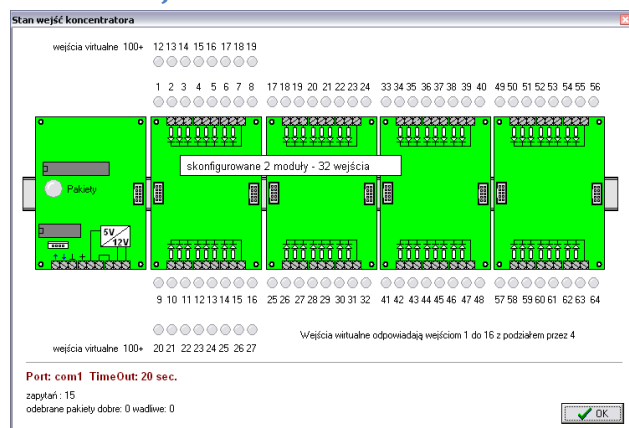 Stan wejść koncentratora
wejścia virtualne 100+ 12 13 14 15 16 17 18 19
1 2 3 4 5 6 7 8 17 18 19 20 21 22 23 24 33 34 35 36 37 38 39 40 49 50 51 52 53 54 55 56
skonfigurowane 2 moduły - 32 wejścia
Pakiety
5V
12V
9 10 11 12 13 14 15 16 25 26 27 28 29 30 31 32 41 42 43 44 45 46 47 48 57 58 59 60 61 62 63 64
Wejścia wirtualne odpowiadają wejściom 1 do 16 z podziałem przez 4
wejścia virtualne 100+ 20 21 22 23 24 25 26 27
Port: com1 TimeOut: 20 sec.
zapytań : 15
odebrane pakiety dobre: 0 wadliwe: 0
OK